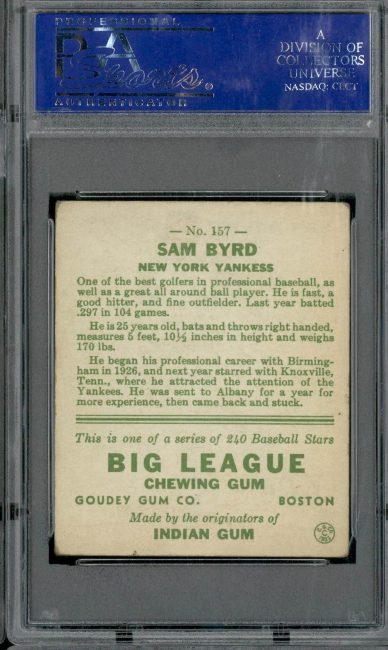 PROFESSIONAL
PSA
SPORTS
AUTHENTICATOR
A
DIVISION OF
COLLECTORS
UNIVERSE
NASDAQ: CLCT
— No. 157 —
SAM BYRD
NEW YORK YANKESS
One of the best golfers in professional baseball, as
well as a great all around ball player. He is fast, a
good hitter, and fine outfielder. Last year batted
.297 in 104 games.
He is 25 years old, bats and throws right handed,
measures 5 feet, 10½ inches in height and weighs
170 lbs.
He began his professional career with Birming-
ham in 1926, and next year starred with Knoxville,
Tenn., where he attracted the attention of the
Yankees. He was sent to Albany for a year for
more experience, then came back and stuck.
This is one of a series of 240 Baseball Stars
BIG LEAGUE
CHEWING GUM
GOUDEY GUM CO. BOSTON
Made by the originators of
INDIAN GUM